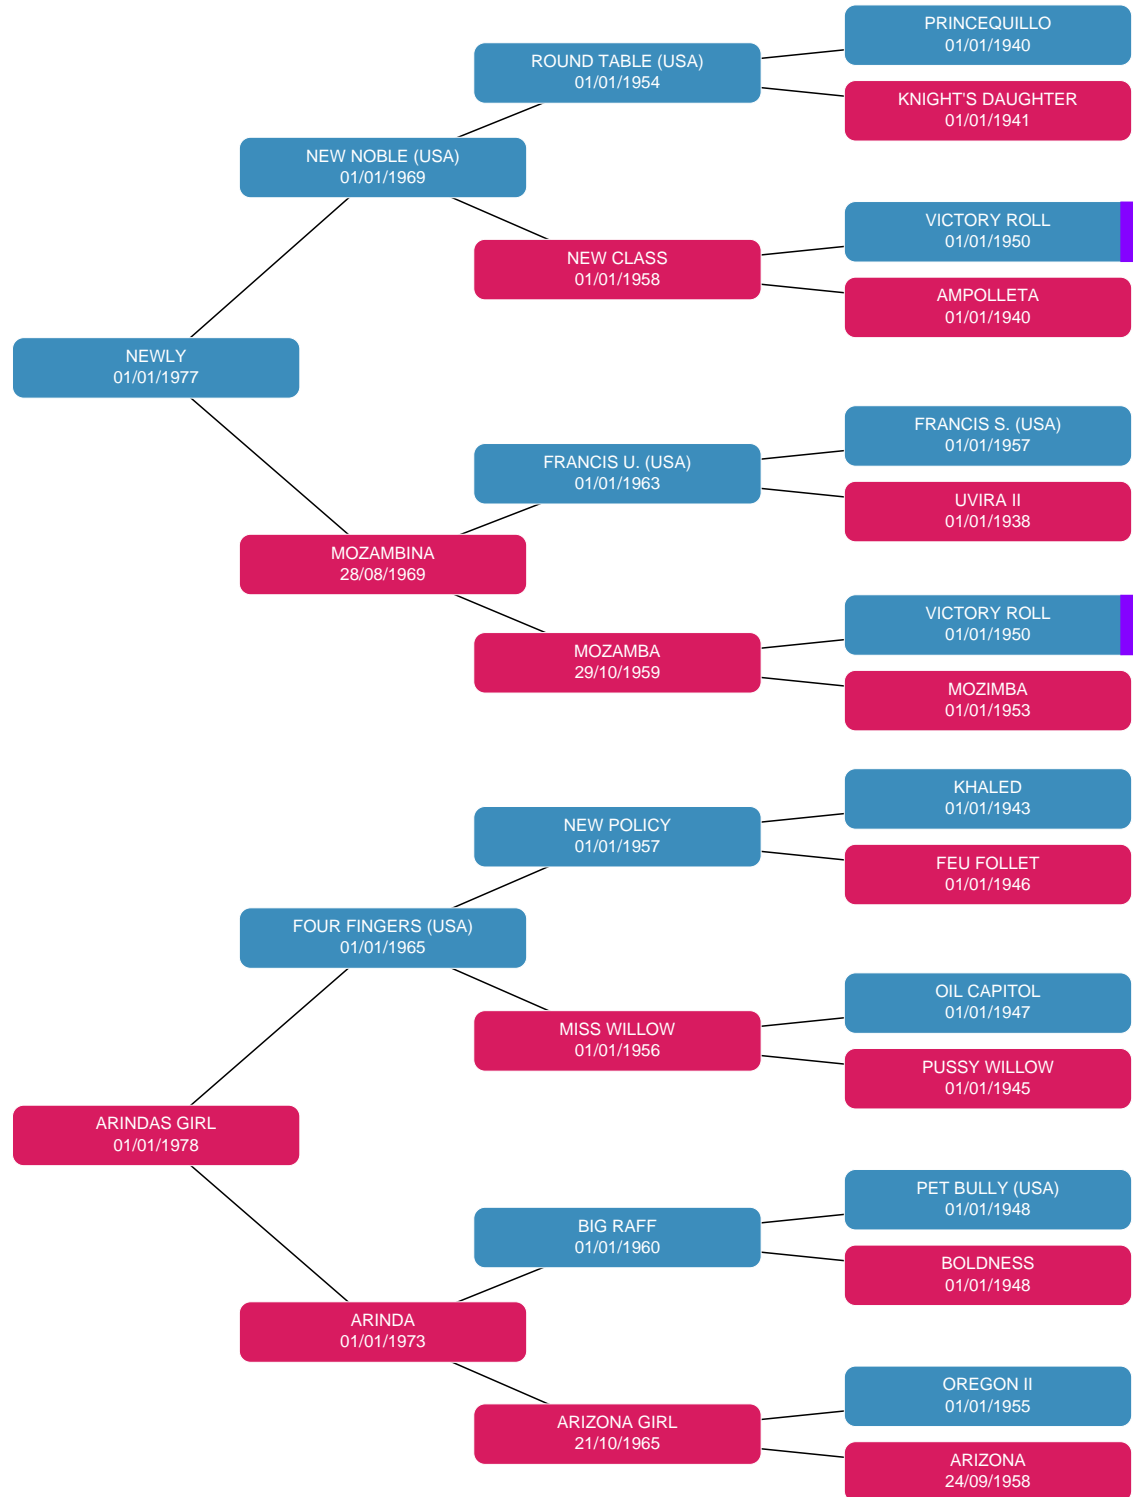 PRINCEQUILLO
01/01/1940
ROUND TABLE (USA)
01/01/1954
KNIGHT'S DAUGHTER
01/01/1941
NEW NOBLE (USA)
01/01/1969
VICTORY ROLL
01/01/1950
NEW CLASS
01/01/1958
AMPOLLETA
01/01/1940
NEWLY
01/01/1977
FRANCIS S. (USA)
01/01/1957
FRANCIS U. (USA)
01/01/1963
UVIRA II
01/01/1938
MOZAMBINA
28/08/1969
VICTORY ROLL
01/01/1950
MOZAMBA
29/10/1959
MOZIMBA
01/01/1953
KHALED
01/01/1943
NEW POLICY
01/01/1957
FEU FOLLET
01/01/1946
FOUR FINGERS (USA)
01/01/1965
OIL CAPITOL
01/01/1947
MISS WILLOW
01/01/1956
PUSSY WILLOW
01/01/1945
ARINDAS GIRL
01/01/1978
PET BULLY (USA)
01/01/1948
BIG RAFF
01/01/1960
BOLDNESS
01/01/1948
ARINDA
01/01/1973
OREGON II
01/01/1955
ARIZONA GIRL
21/10/1965
ARIZONA
24/09/1958